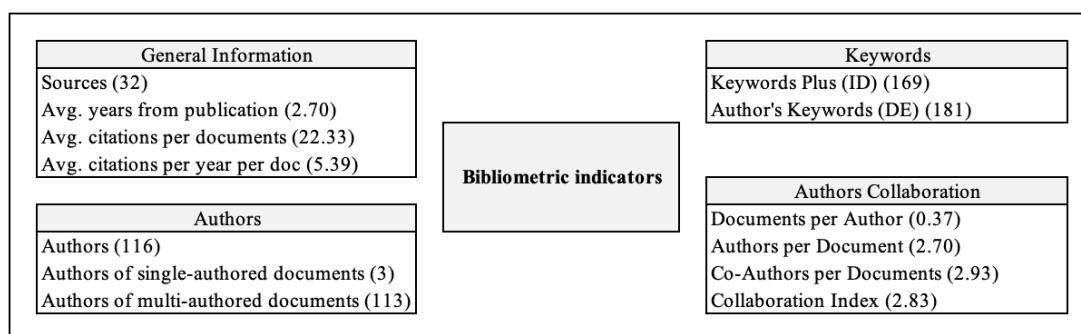 General Information
Sources (32)
Avg. years from publication (2.70)
Avg. citations per documents (22.33)
Avg. citations per year per doc (5.39)
Authors
Authors (116)
Authors of single-authored documents (3)
Authors of multi-authored documents (113)
Bibliometric indicators
Keywords
Keywords Plus (ID) (169)
Author's Keywords (DE) (181)
Authors Collaboration
Documents per Author (0.37)
Authors per Document (2.70)
Co-Authors per Documents (2.93)
Collaboration Index (2.83)